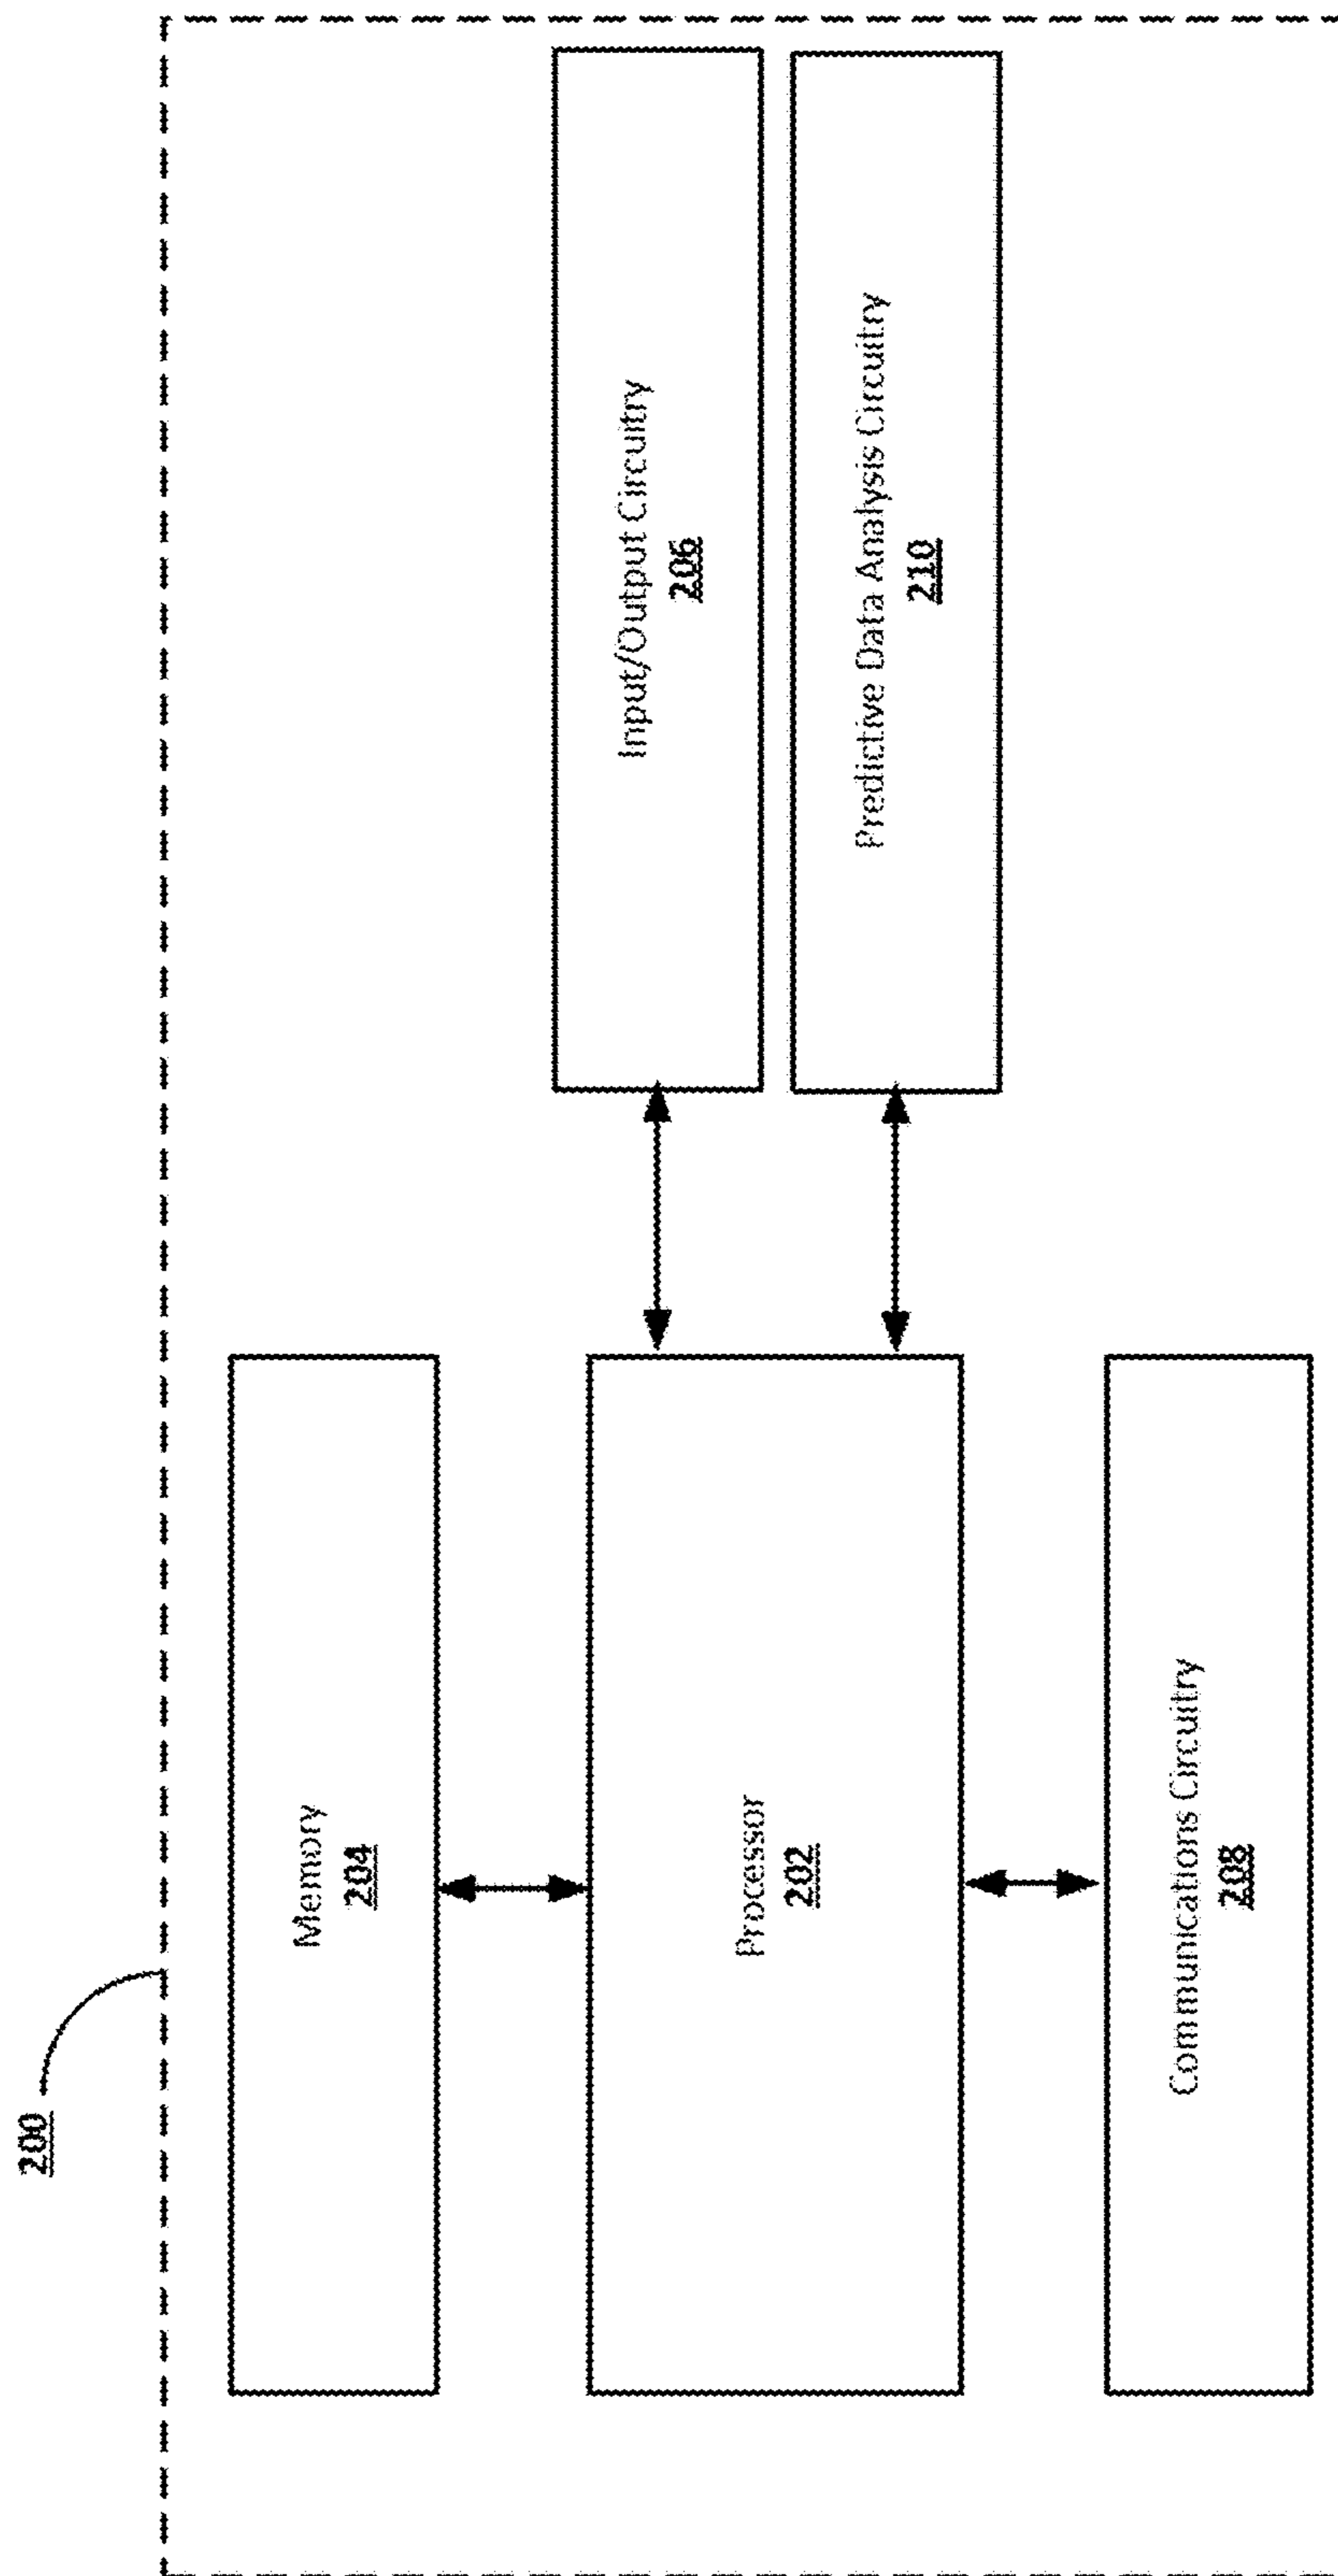 200
Memory
204
Processor
202
Input/Output Circuitry
206
Predictive Data Analysis Circuitry
210
Communications Circuitry
208